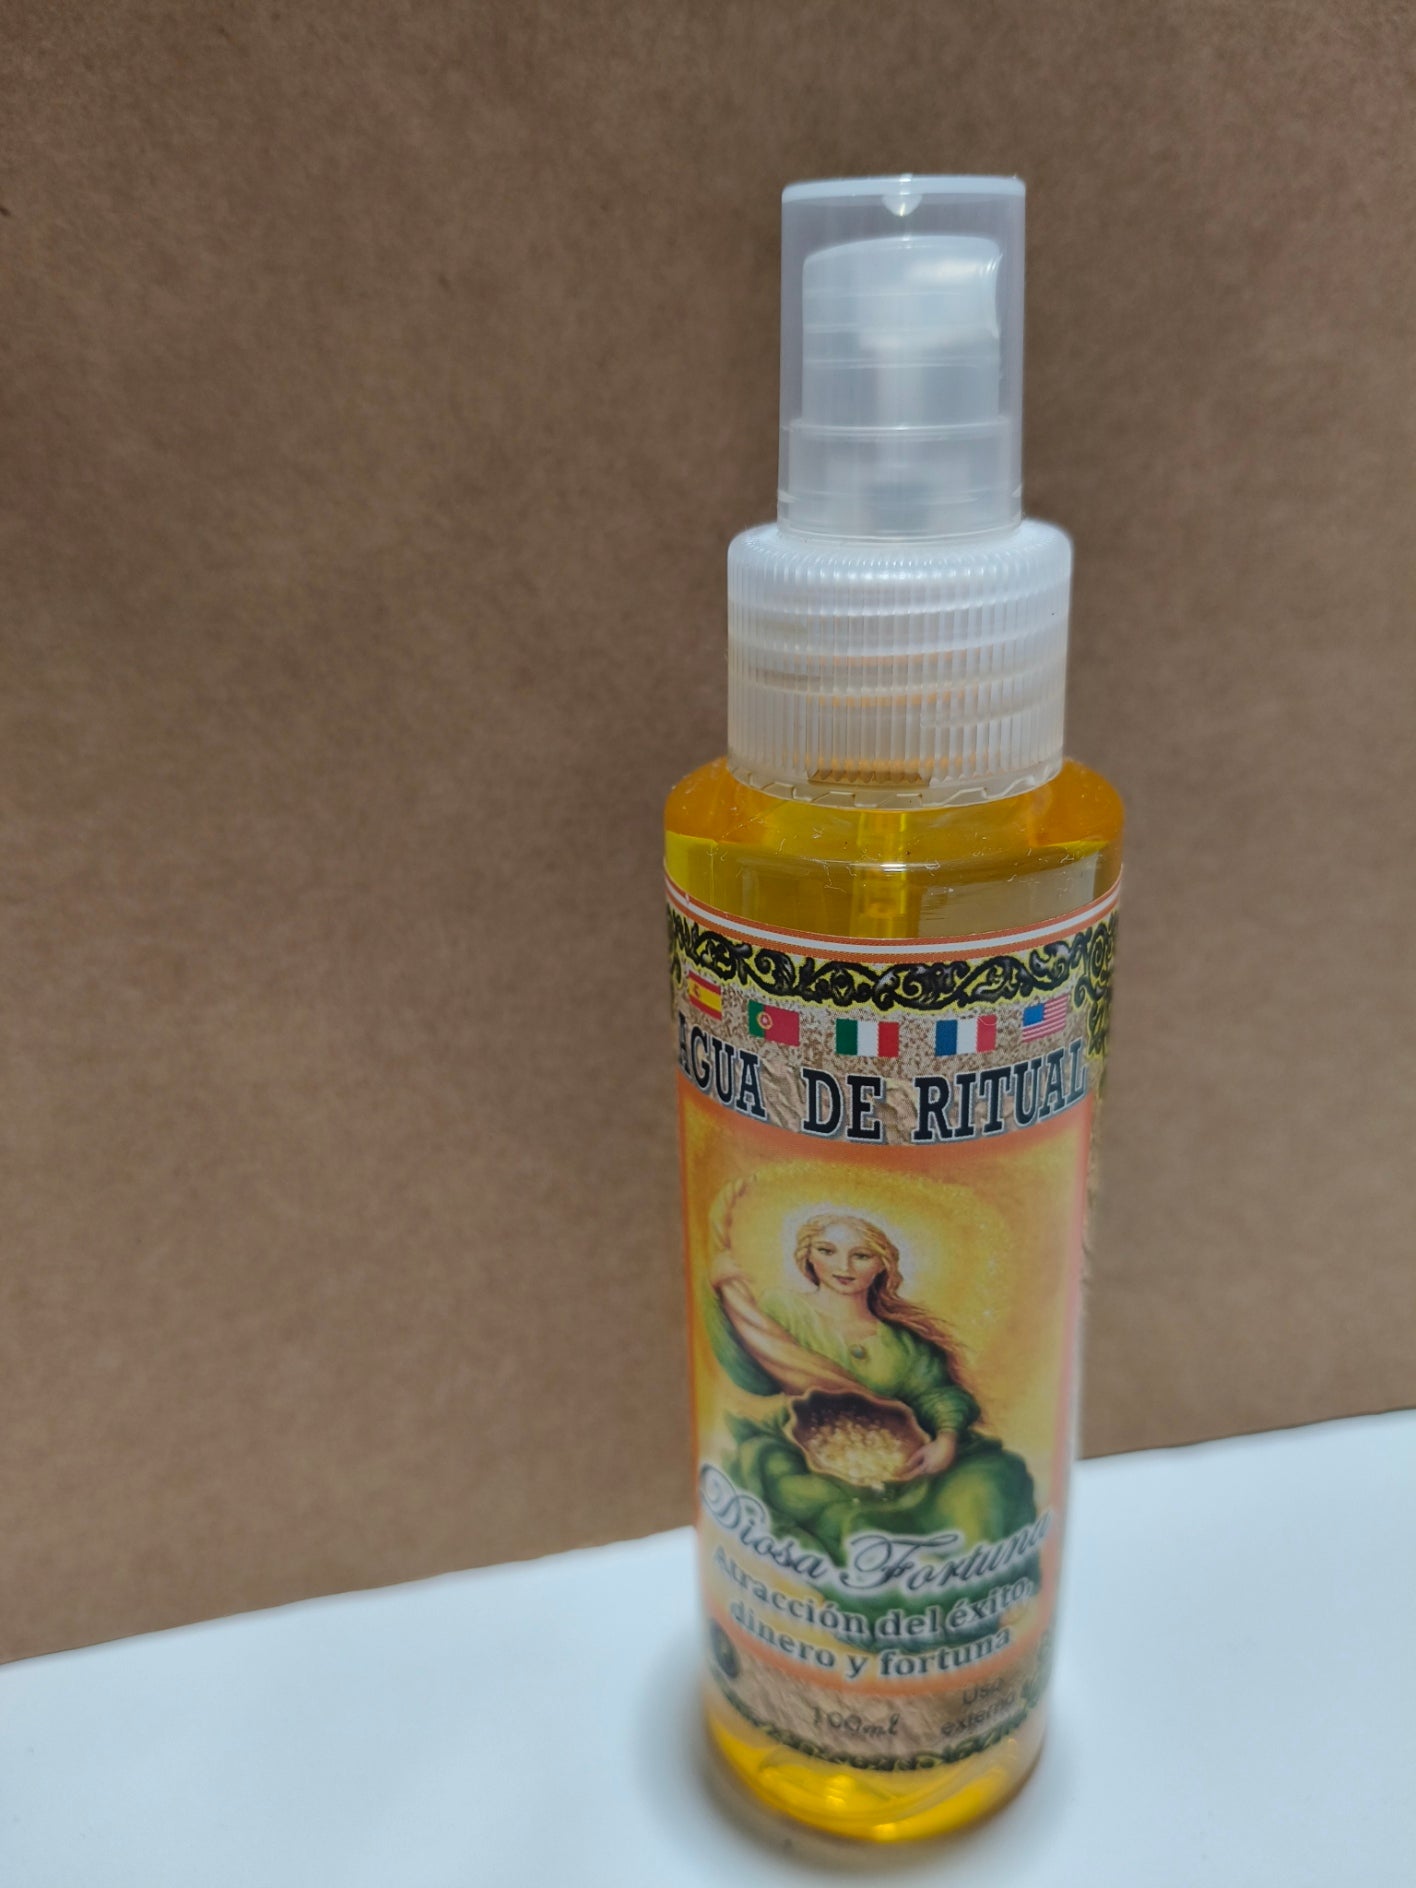 AGUA DE RITUAL
Diosa Fortuna
Atracción del éxito,
dinero y fortuna
100ml
Uso
externo